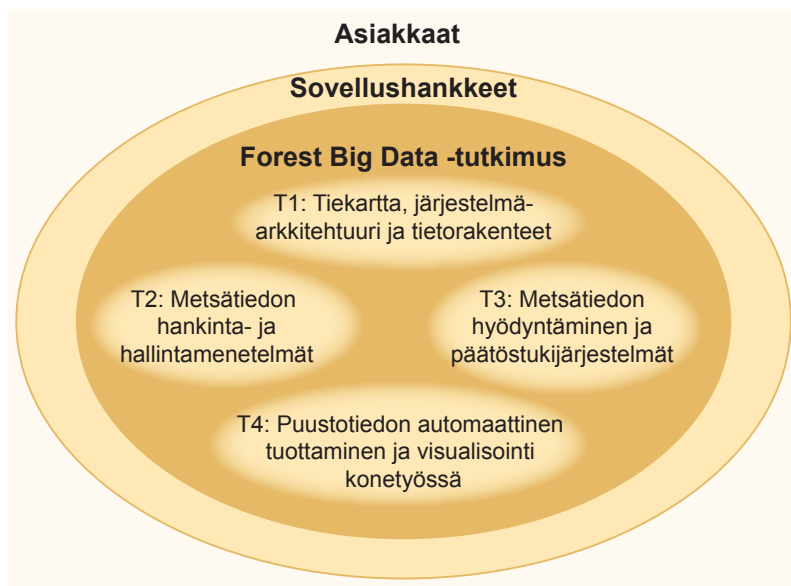 Asiakkaat
Sovellushankkeet
Forest Big Data -tutkimus
T1: Tiekartta, järjestelmä-
arkkitehtuuri ja tietorakenteet
T2: Metsätiedon
hankinta- ja
hallintamenetelmät
T3: Metsätiedon
hyödyntäminen ja
päätöstukijärjestelmät
T4: Puustotiedon automaattinen
tuottaminen ja visualisointi
konetyössä